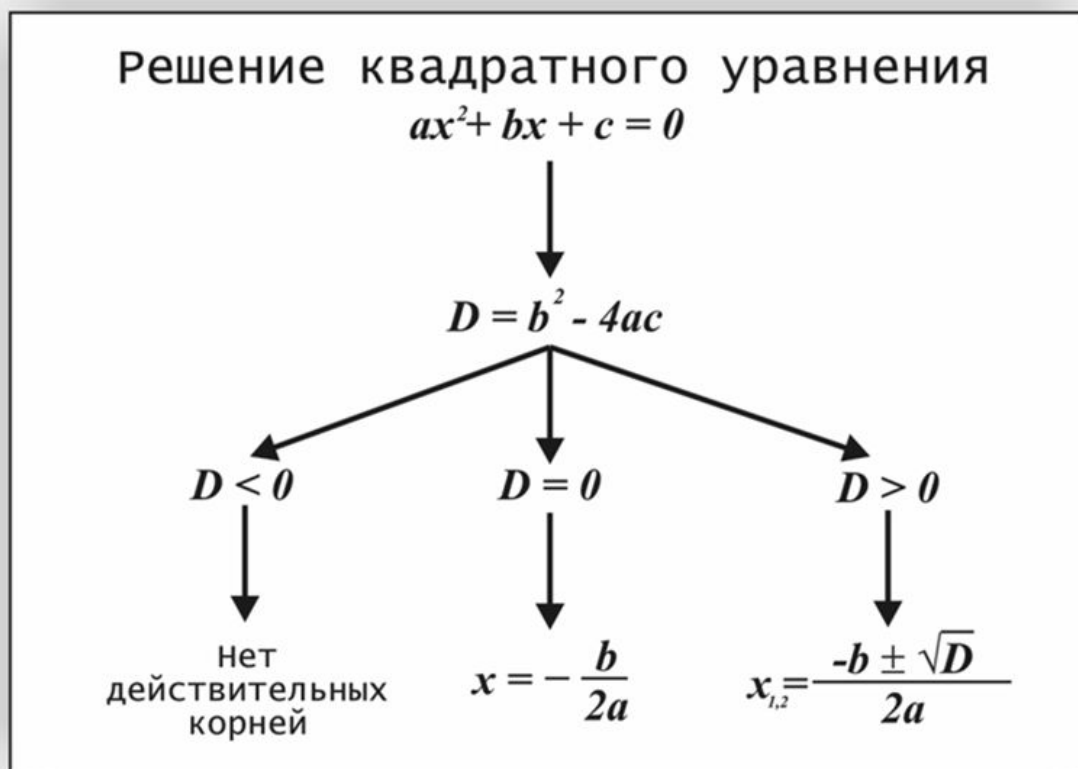 Решение квадратного уравнения
ax²+ bx + c = 0
D = b² - 4ac
D < 0
D = 0
D > 0
Нет
действительных
корней
x = − b/2a
x₁,₂= -b ± √D/2a